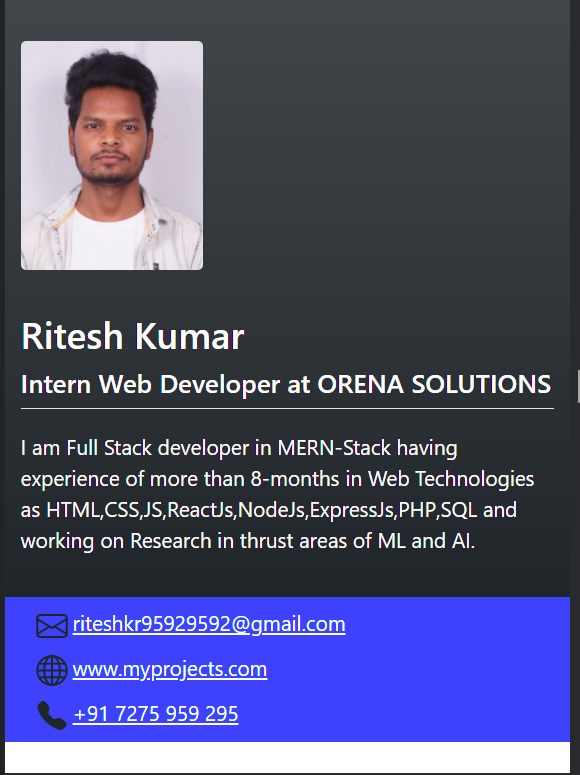 Ritesh Kumar
Intern Web Developer at ORENA SOLUTIONS
I am Full Stack developer in MERN-Stack having
experience of more than 8-months in Web Technologies
as HTML,CSS,JS,ReactJs,NodeJs,ExpressJs,PHP,SQL and
working on Research in thrust areas of ML and AI.
riteshkr95929592@gmail.com
www.myprojects.com
+91 7275 959 295